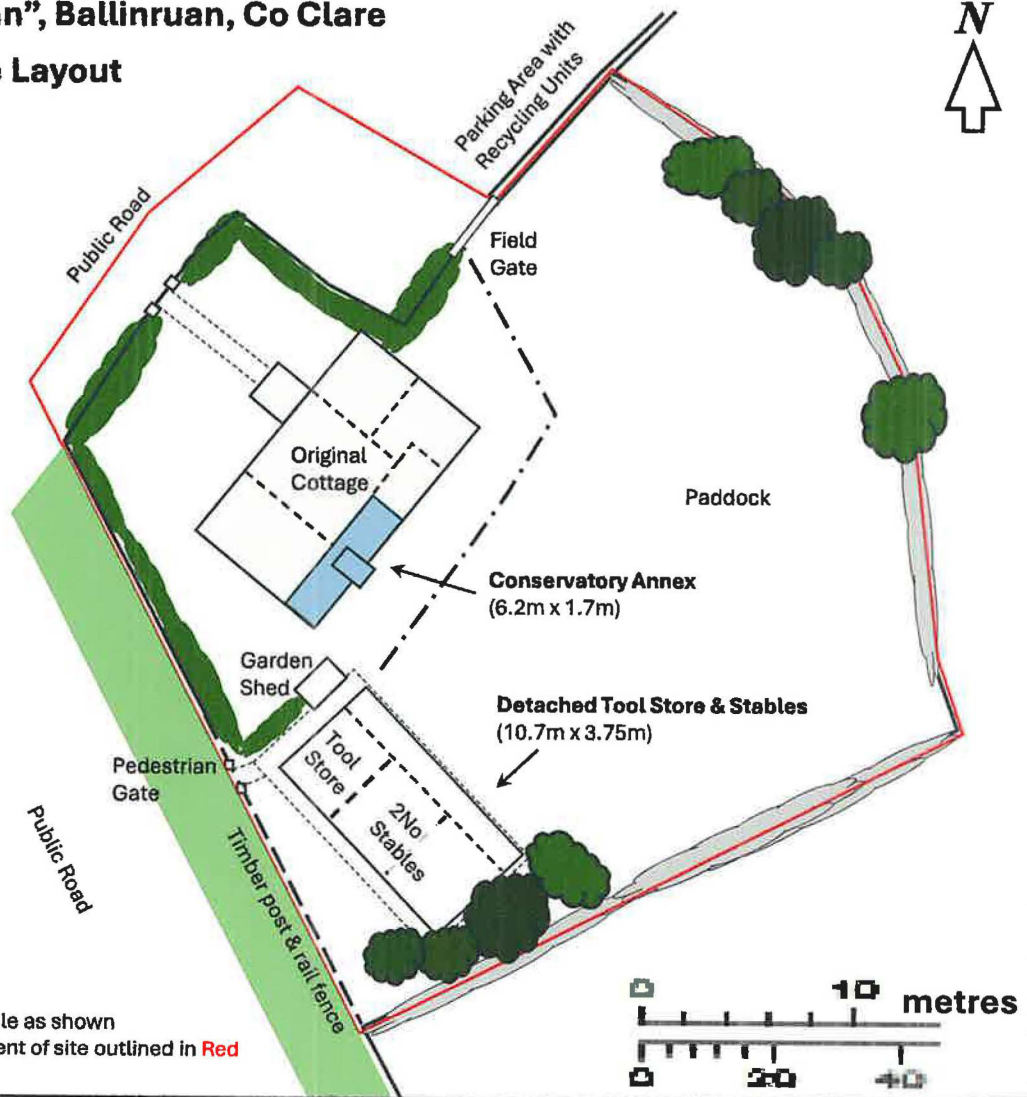 n”, Ballinruan, Co Clare
Layout
N
Parking Area with
Recycling Units
Public Road
Field
Gate
Original
Cottage
Paddock
Conservatory Annex
(6.2m x 1.7m)
Garden
Shed
Detached Tool Store & Stables
(10.7m x 3.75m)
Tool
Store
2No
Stables
Pedestrian
Gate
Public Road
Timber post & rail fence
0 10 metres
0 20 40
le as shown
ent of site outlined in Red